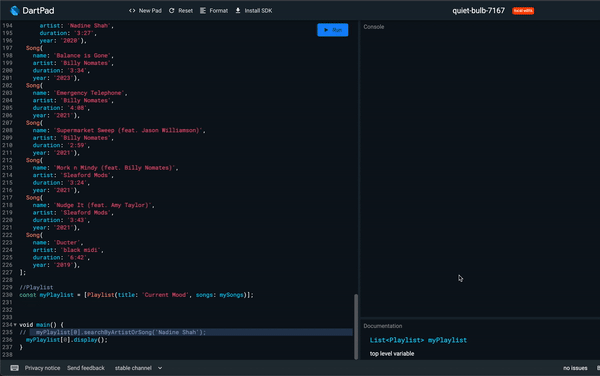 DartPad
New Pad
Reset
Format
Install SDK
quiet-bulb-7167
Run
Console
194 artist: 'Nadine Shah',
195 duration: '3:27',
196 year: '2020'),
197 Song(
198 name: 'Balance is Gone',
199 artist: 'Billy Nomates',
200 duration: '3:34',
201 year: '2023'),
202 Song(
203 name: 'Emergency Telephone',
204 artist: 'Billy Nomates',
205 duration: '4:08',
206 year: '2021'),
207 Song(
208 name: 'Supermarket Sweep (feat. Jason Williamson)',
209 artist: 'Billy Nomates',
210 duration: '2:59',
211 year: '2021'),
212 Song(
213 name: 'Mork n Mindy (feat. Billy Nomates)',
214 artist: 'Sleaford Mods',
215 duration: '3:24',
216 year: '2021'),
217 Song(
218 name: 'Nudge It (feat. Amy Taylor)',
219 artist: 'Sleaford Mods',
220 duration: '3:43',
221 year: '2021'),
222 Song(
223 name: 'Ducter',
224 artist: 'black midi',
225 duration: '6:42',
226 year: '2019'),
227 ];
228
229 //Playlist
230 const myPlaylist = [Playlist(title: 'Current Mood', songs: mySongs)];
231
232
233
234 void main() {
235 // myPlaylist[0].searchByArtistOrSong('Nadine Shah');
236 myPlaylist[0].display();
237 }
238
Documentation
List<Playlist> myPlaylist
top level variable
Privacy notice
Send feedback
stable channel
no issues